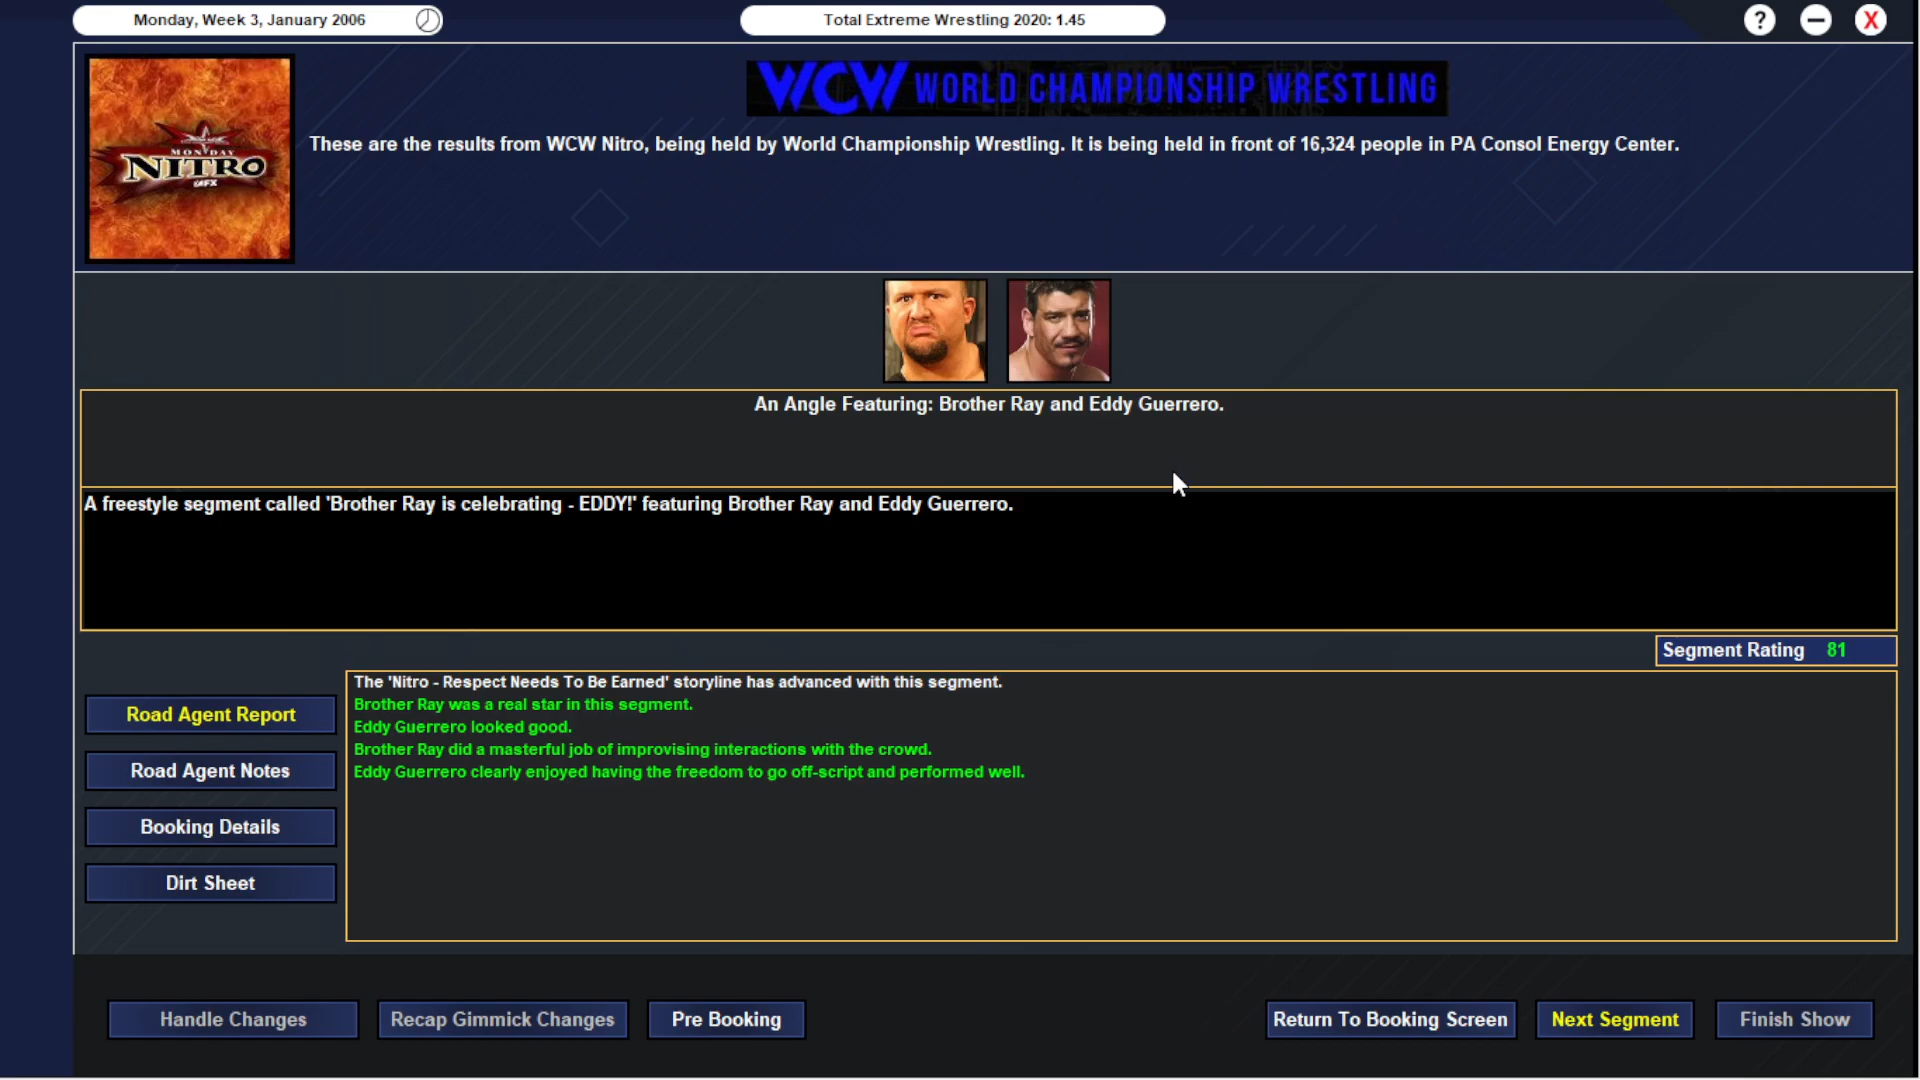 Monday, Week 3, January 2006
Total Extreme Wrestling 2020: 1.45
?
X
WCW WORLD CHAMPIONSHIP WRESTLING
MONDAY
NITRO
These are the results from WCW Nitro, being held by World Championship Wrestling. It is being held in front of 16,324 people in PA Consol Energy Center.
An Angle Featuring: Brother Ray and Eddy Guerrero.
A freestyle segment called 'Brother Ray is celebrating - EDDY!' featuring Brother Ray and Eddy Guerrero.
Segment Rating 81
The 'Nitro - Respect Needs To Be Earned' storyline has advanced with this segment.
Brother Ray was a real star in this segment.
Eddy Guerrero looked good.
Brother Ray did a masterful job of improvising interactions with the crowd.
Eddy Guerrero clearly enjoyed having the freedom to go off-script and performed well.
Road Agent Report
Road Agent Notes
Booking Details
Dirt Sheet
Handle Changes
Recap Gimmick Changes
Pre Booking
Return To Booking Screen
Next Segment
Finish Show